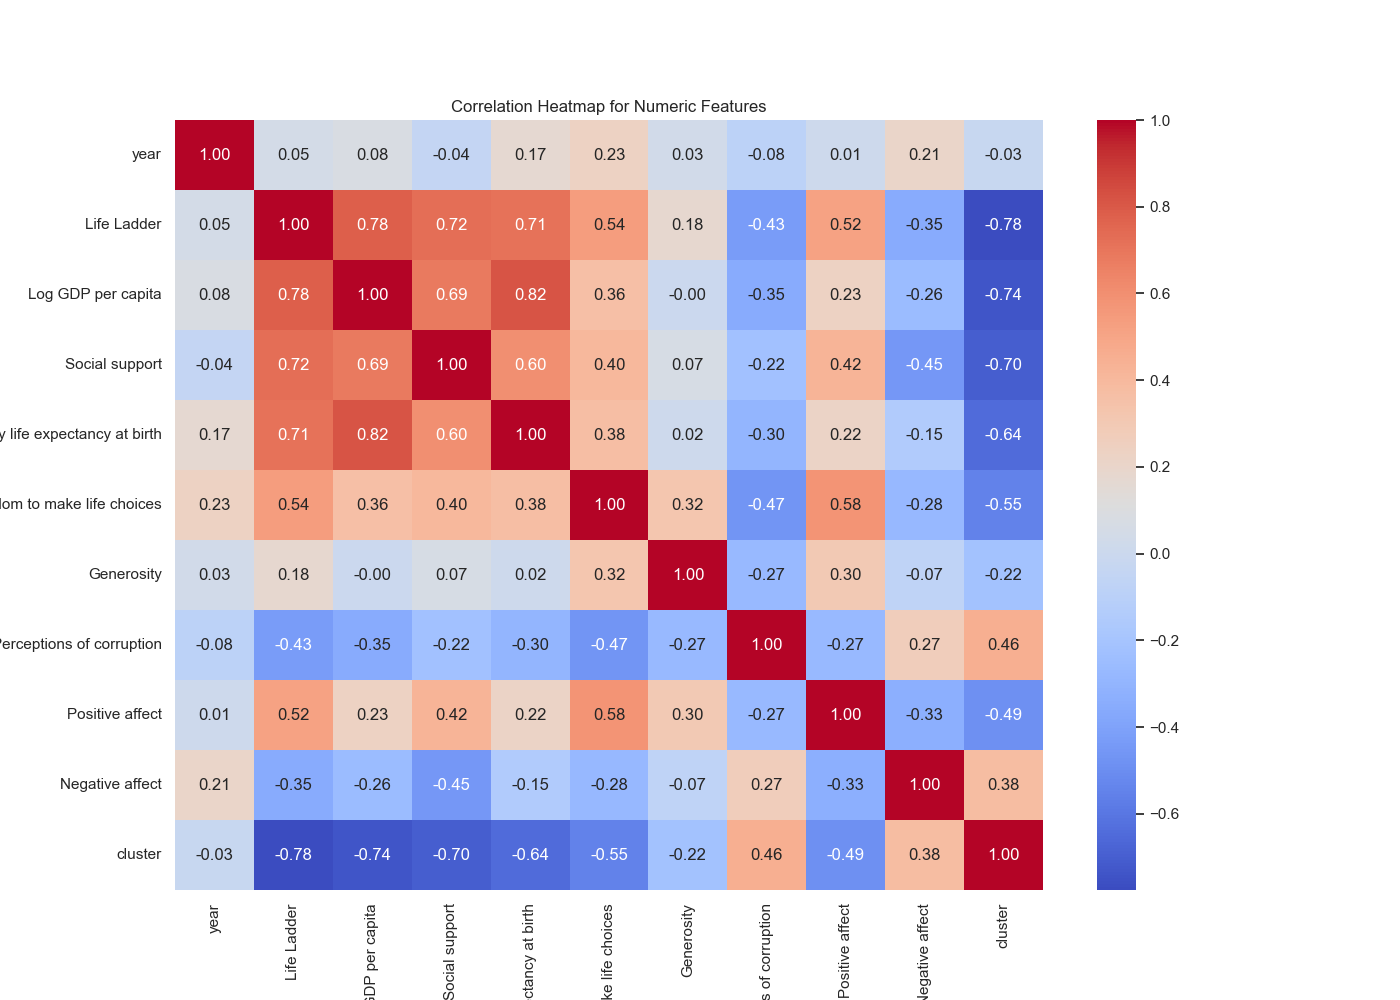 Correlation Heatmap for Numeric Features
year 1.00 0.05 0.08 -0.04 0.17 0.23 0.03 -0.08 0.01 0.21 -0.03
Life Ladder 0.05 1.00 0.78 0.72 0.71 0.54 0.18 -0.43 0.52 -0.35 -0.78
Log GDP per capita 0.08 0.78 1.00 0.69 0.82 0.36 -0.00 -0.35 0.23 -0.26 -0.74
Social support -0.04 0.72 0.69 1.00 0.60 0.40 0.07 -0.22 0.42 -0.45 -0.70
y life expectancy at birth 0.17 0.71 0.82 0.60 1.00 0.38 0.02 -0.30 0.22 -0.15 -0.64
om to make life choices 0.23 0.54 0.36 0.40 0.38 1.00 0.32 -0.47 0.58 -0.28 -0.55
Generosity 0.03 0.18 -0.00 0.07 0.02 0.32 1.00 -0.27 0.30 -0.07 -0.22
Perceptions of corruption -0.08 -0.43 -0.35 -0.22 -0.30 -0.47 -0.27 1.00 -0.27 0.27 0.46
Positive affect 0.01 0.52 0.23 0.42 0.22 0.58 0.30 -0.27 1.00 -0.33 -0.49
Negative affect 0.21 -0.35 -0.26 -0.45 -0.15 -0.28 -0.07 0.27 -0.33 1.00 0.38
cluster -0.03 -0.78 -0.74 -0.70 -0.64 -0.55 -0.22 0.46 -0.49 0.38 1.00
year
Life Ladder
GDP per capita
Social support
ectancy at birth
ke life choices
Generosity
s of corruption
Positive affect
Negative affect
cluster
1.0
0.8
0.6
0.4
0.2
0.0
-0.2
-0.4
-0.6